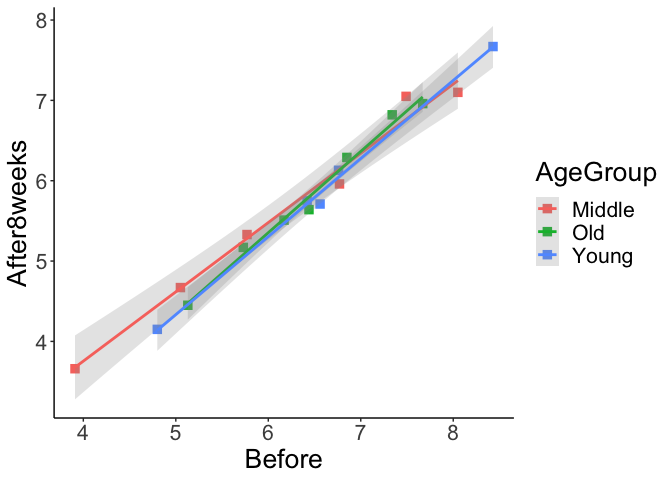 8
7
6
5
4
After8weeks
4 5 6 7 8
Before
AgeGroup
Middle
Old
Young